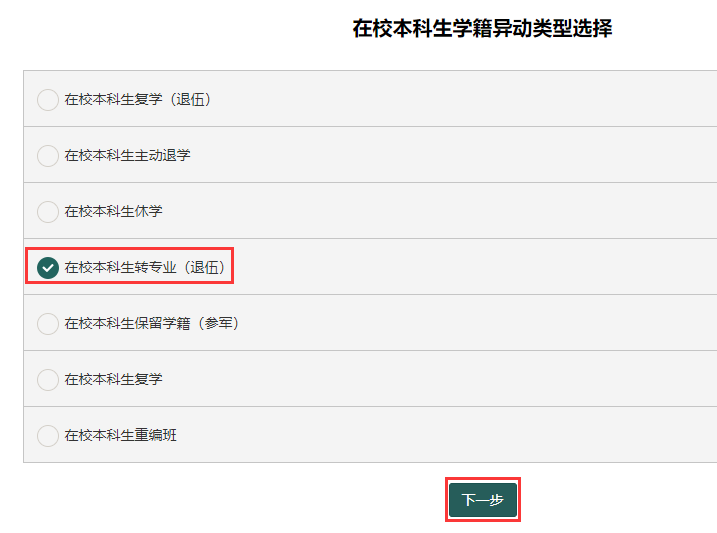 在校本科生学籍异动类型选择
在校本科生复学（退伍）
在校本科生主动退学
在校本科生休学
在校本科生转专业（退伍）
在校本科生保留学籍（参军）
在校本科生复学
在校本科生重编班
下一步